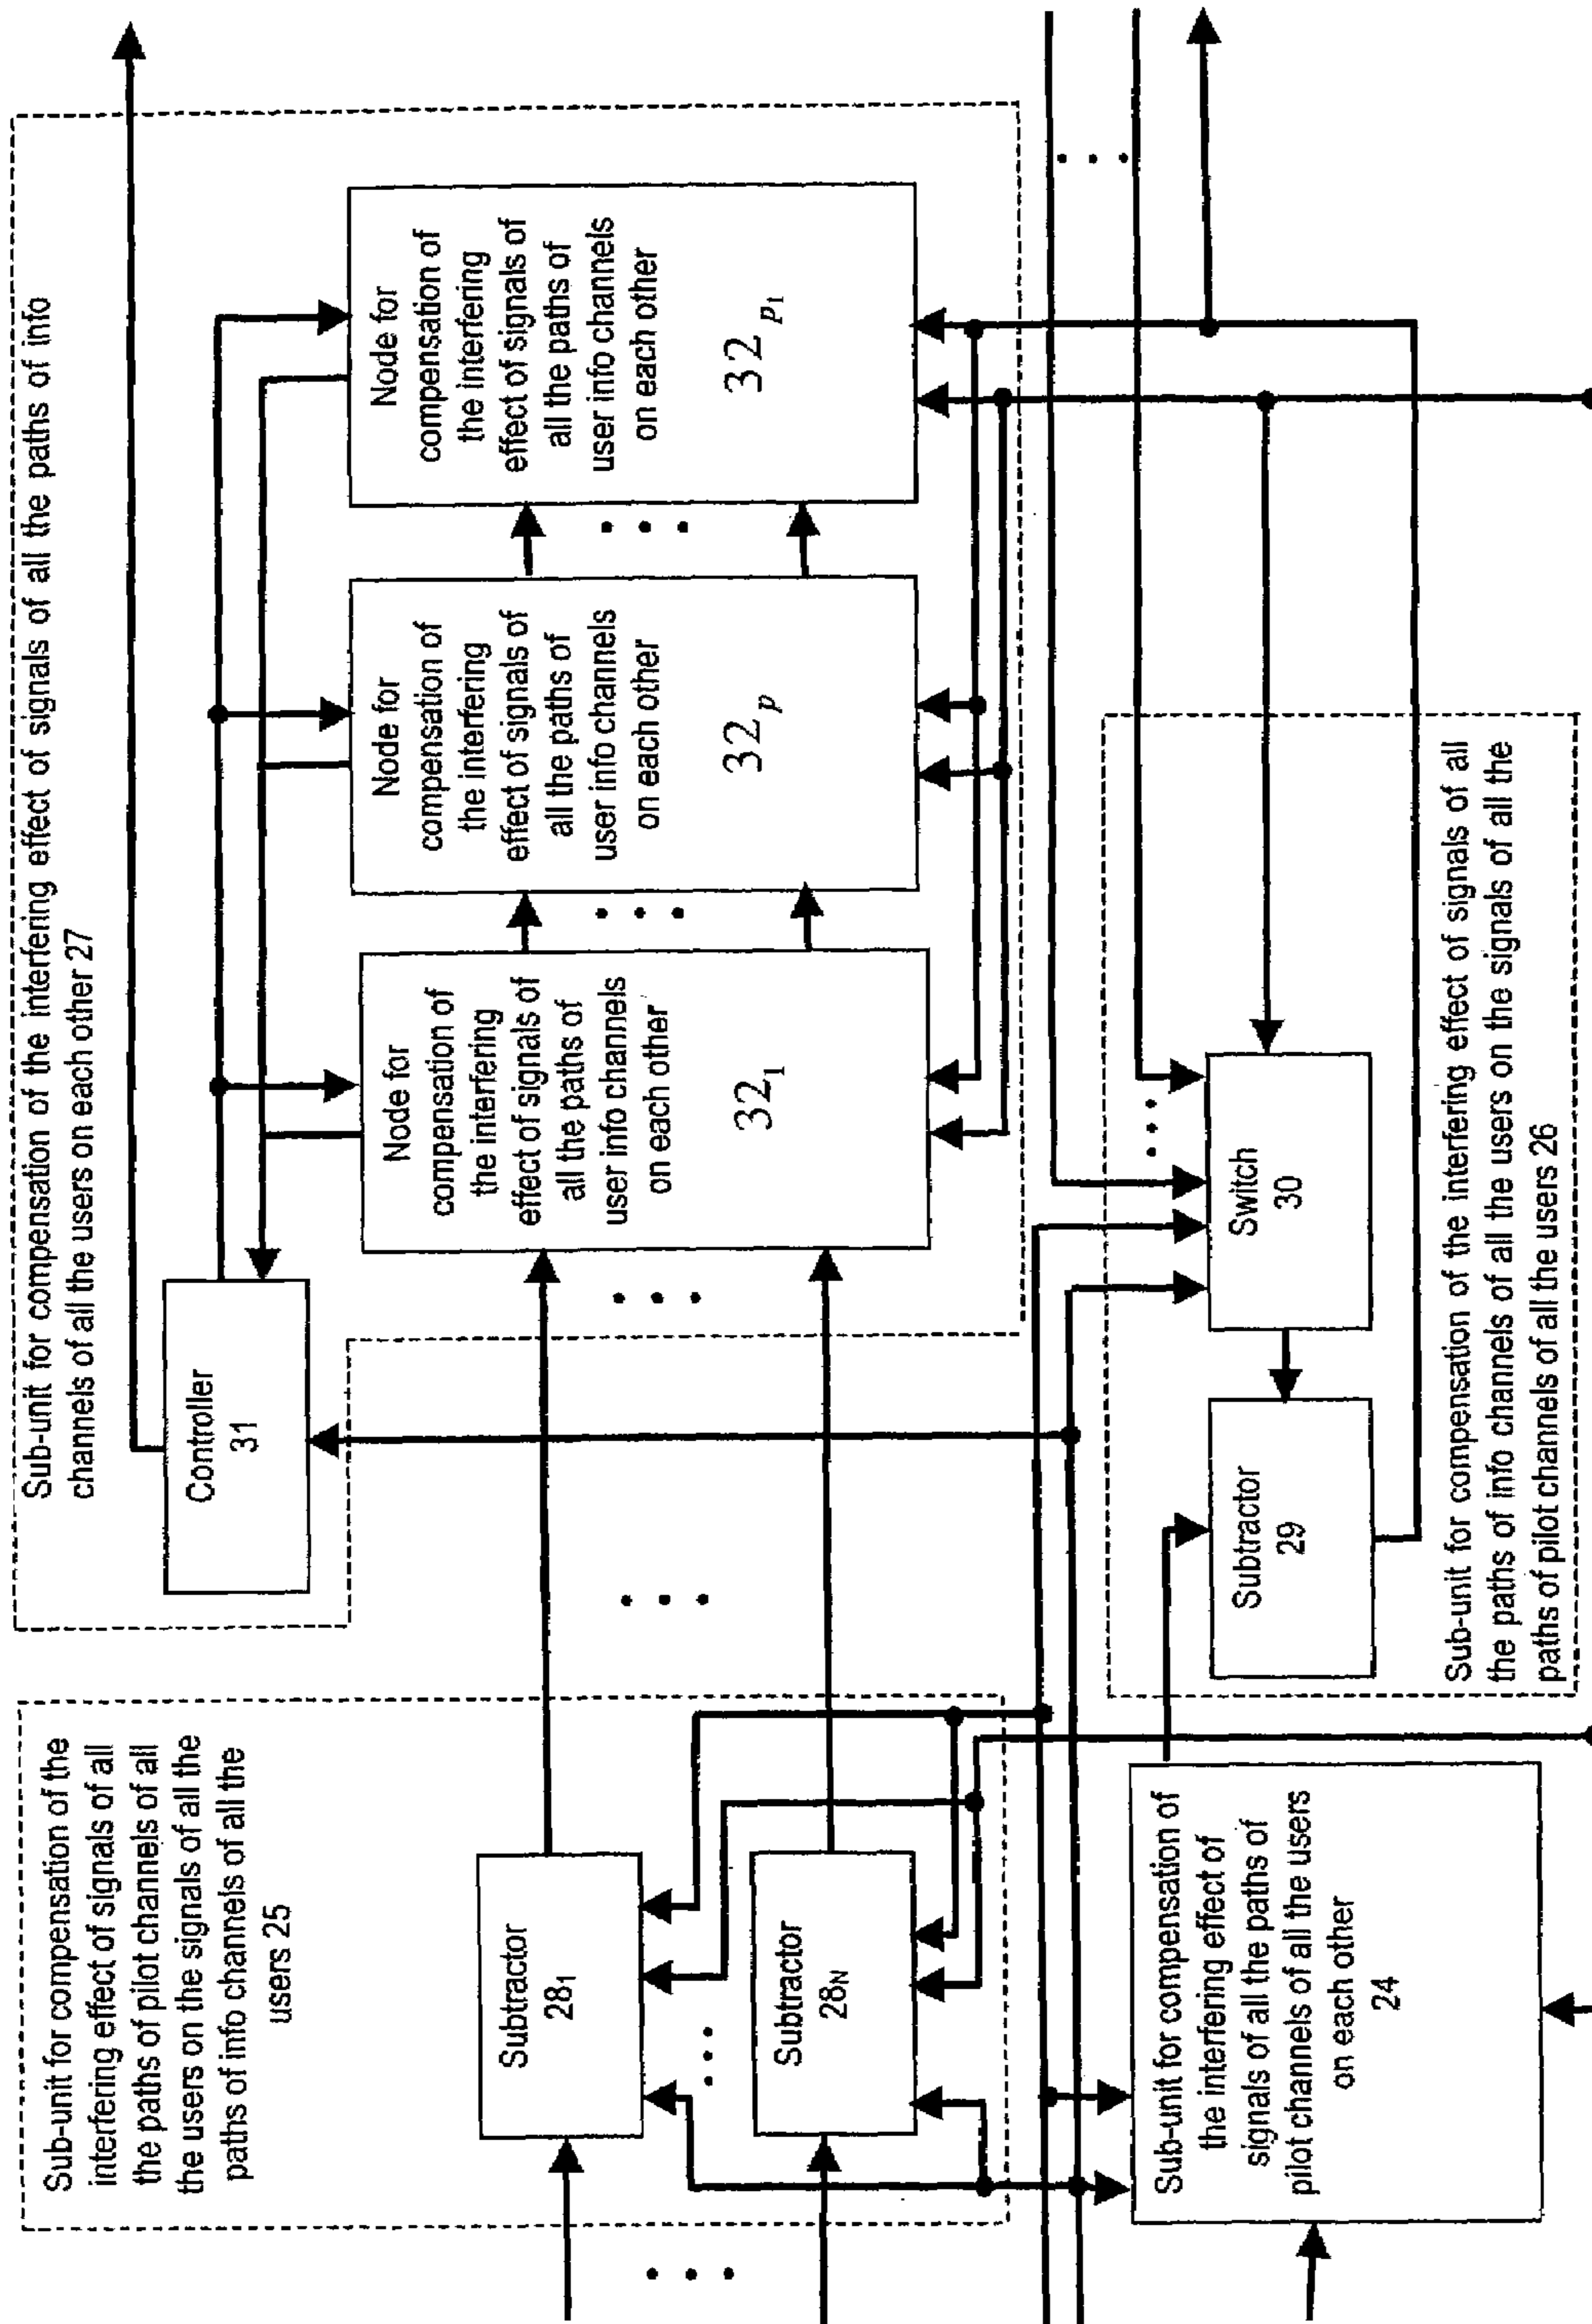 Sub-unit for compensation of the
interfering effect of signals of all
the paths of pilot channels of all
the users on the signals of all the
paths of info channels of all the
users 25
Subtractor
28₁
Subtractor
28N
Sub-unit for compensation of
the interfering effect of
signals of all the paths of
pilot channels of all the users
on each other
24
Sub-unit for compensation of the interfering effect of signals of all the paths of info
channels of all the users on each other 27
Controller
31
Node for
compensation of
the interfering
effect of signals of
all the paths of
user info channels
on each other
32₁
Node for
compensation of
the interfering
effect of signals of
all the paths of
user info channels
on each other
32p
Node for
compensation of
the interfering
effect of signals of
all the paths of
user info channels
on each other
32p₁
Subtractor
29
Switch
30
Sub-unit for compensation of the interfering effect of signals of all
the paths of info channels of all the users on the signals of all the
paths of pilot channels of all the users 26